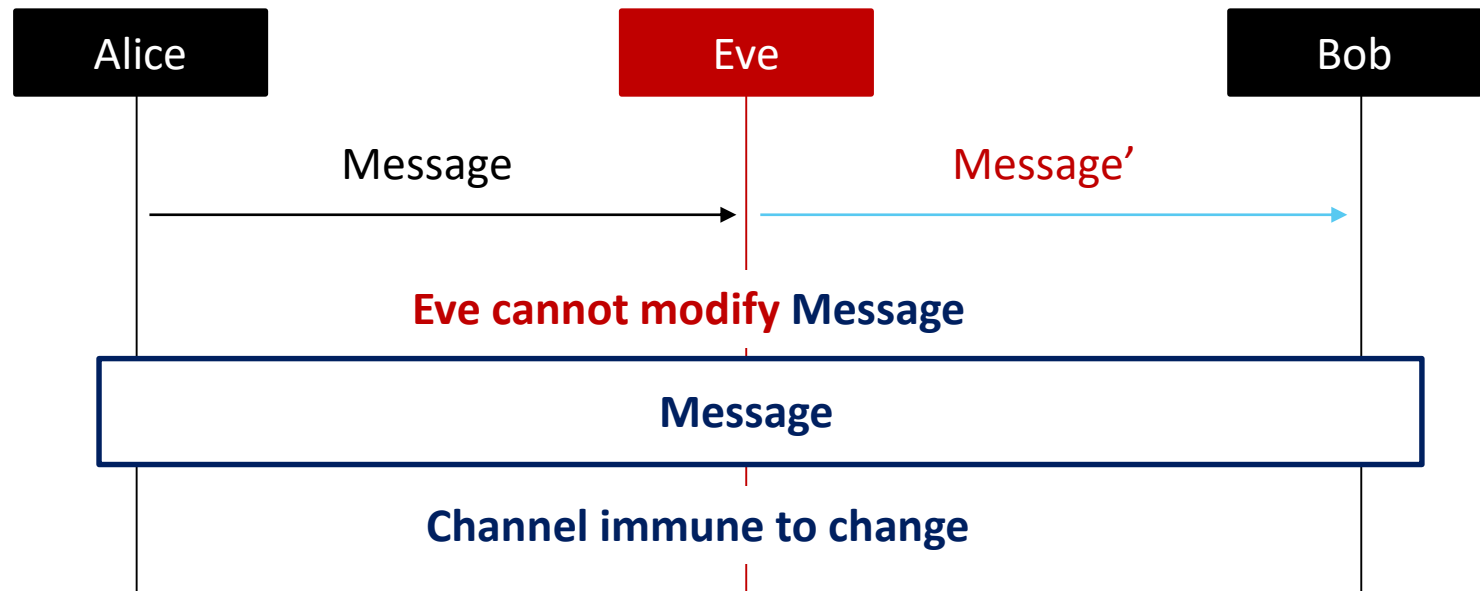 Alice Eve Bob
Message Message’
Eve cannot modify Message
Message
Channel immune to change